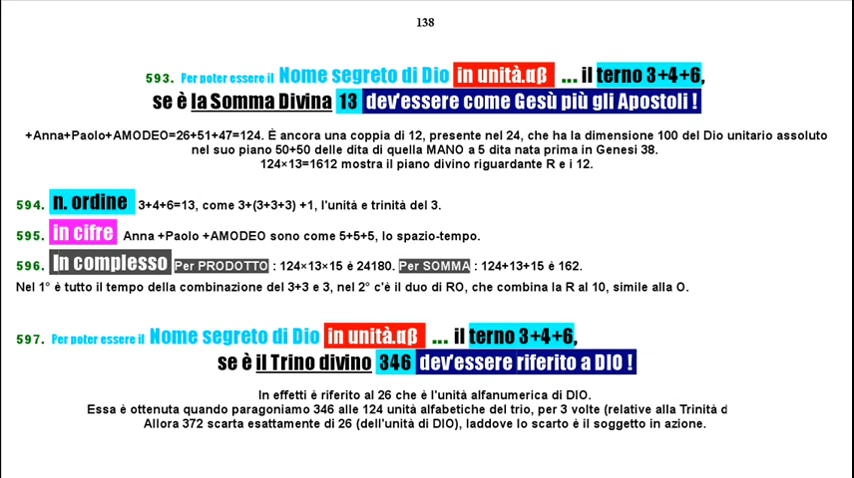 138
593. Per poter essere il Nome segreto di Dio in unità.αβ ... il terno 3+4+6,
se è la Somma Divina 13 dev'essere come Gesù più gli Apostoli !
+Anna+Paolo+AMODEO=26+51+47=124. È ancora una coppia di 12, presente nel 24, che ha la dimensione 100 del Dio unitario assoluto
nel suo piano 50+50 delle dita di quella MANO a 5 dita nata prima in Genesi 38.
124×13=1612 mostra il piano divino riguardante R e i 12.
594. n. ordine 3+4+6=13, come 3+(3+3+3) +1, l'unità e trinità del 3.
595. in cifre Anna +Paolo +AMODEO sono come 5+5+5, lo spazio-tempo.
596. In complesso Per PRODOTTO : 124×13×15 è 24180. Per SOMMA : 124+13+15 è 162.
Nel 1° è tutto il tempo della combinazione del 3+3 e 3, nel 2° c'è il duo di RO, che combina la R al 10, simile alla O.
597. Per poter essere il Nome segreto di Dio in unità.αβ ... il terno 3+4+6,
se è il Trino divino 346 dev'essere riferito a DIO !
In effetti è riferito al 26 che è l'unità alfanumerica di DIO.
Essa è ottenuta quando paragoniamo 346 alle 124 unità alfabetiche del trio, per 3 volte (relative alla Trinità d
Allora 372 scarta esattamente di 26 (dell'unità di DIO), laddove lo scarto è il soggetto in azione.